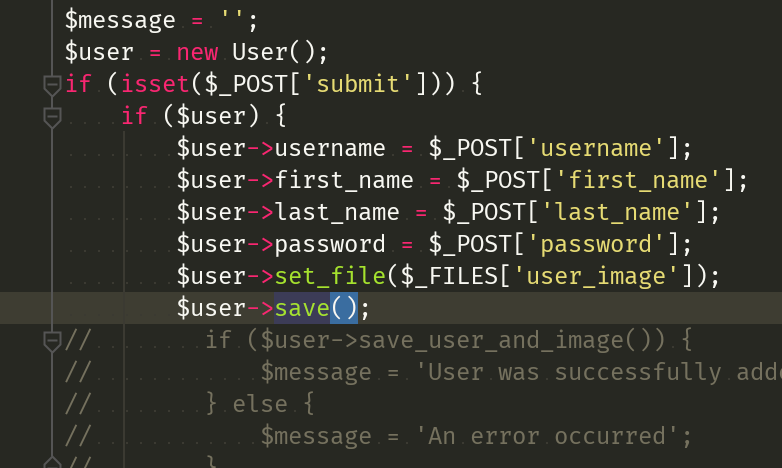 $message = '';
$user = new User();
if (isset($_POST['submit'])) {
if ($user) {
$user->username = $_POST['username'];
$user->first_name = $_POST['first_name'];
$user->last_name = $_POST['last_name'];
$user->password = $_POST['password'];
$user->set_file($_FILES['user_image']);
$user->save();
// if ($user->save_user_and_image()) {
// $message = 'User was successfully
// } else {
// $message = 'An error occurred';
// }